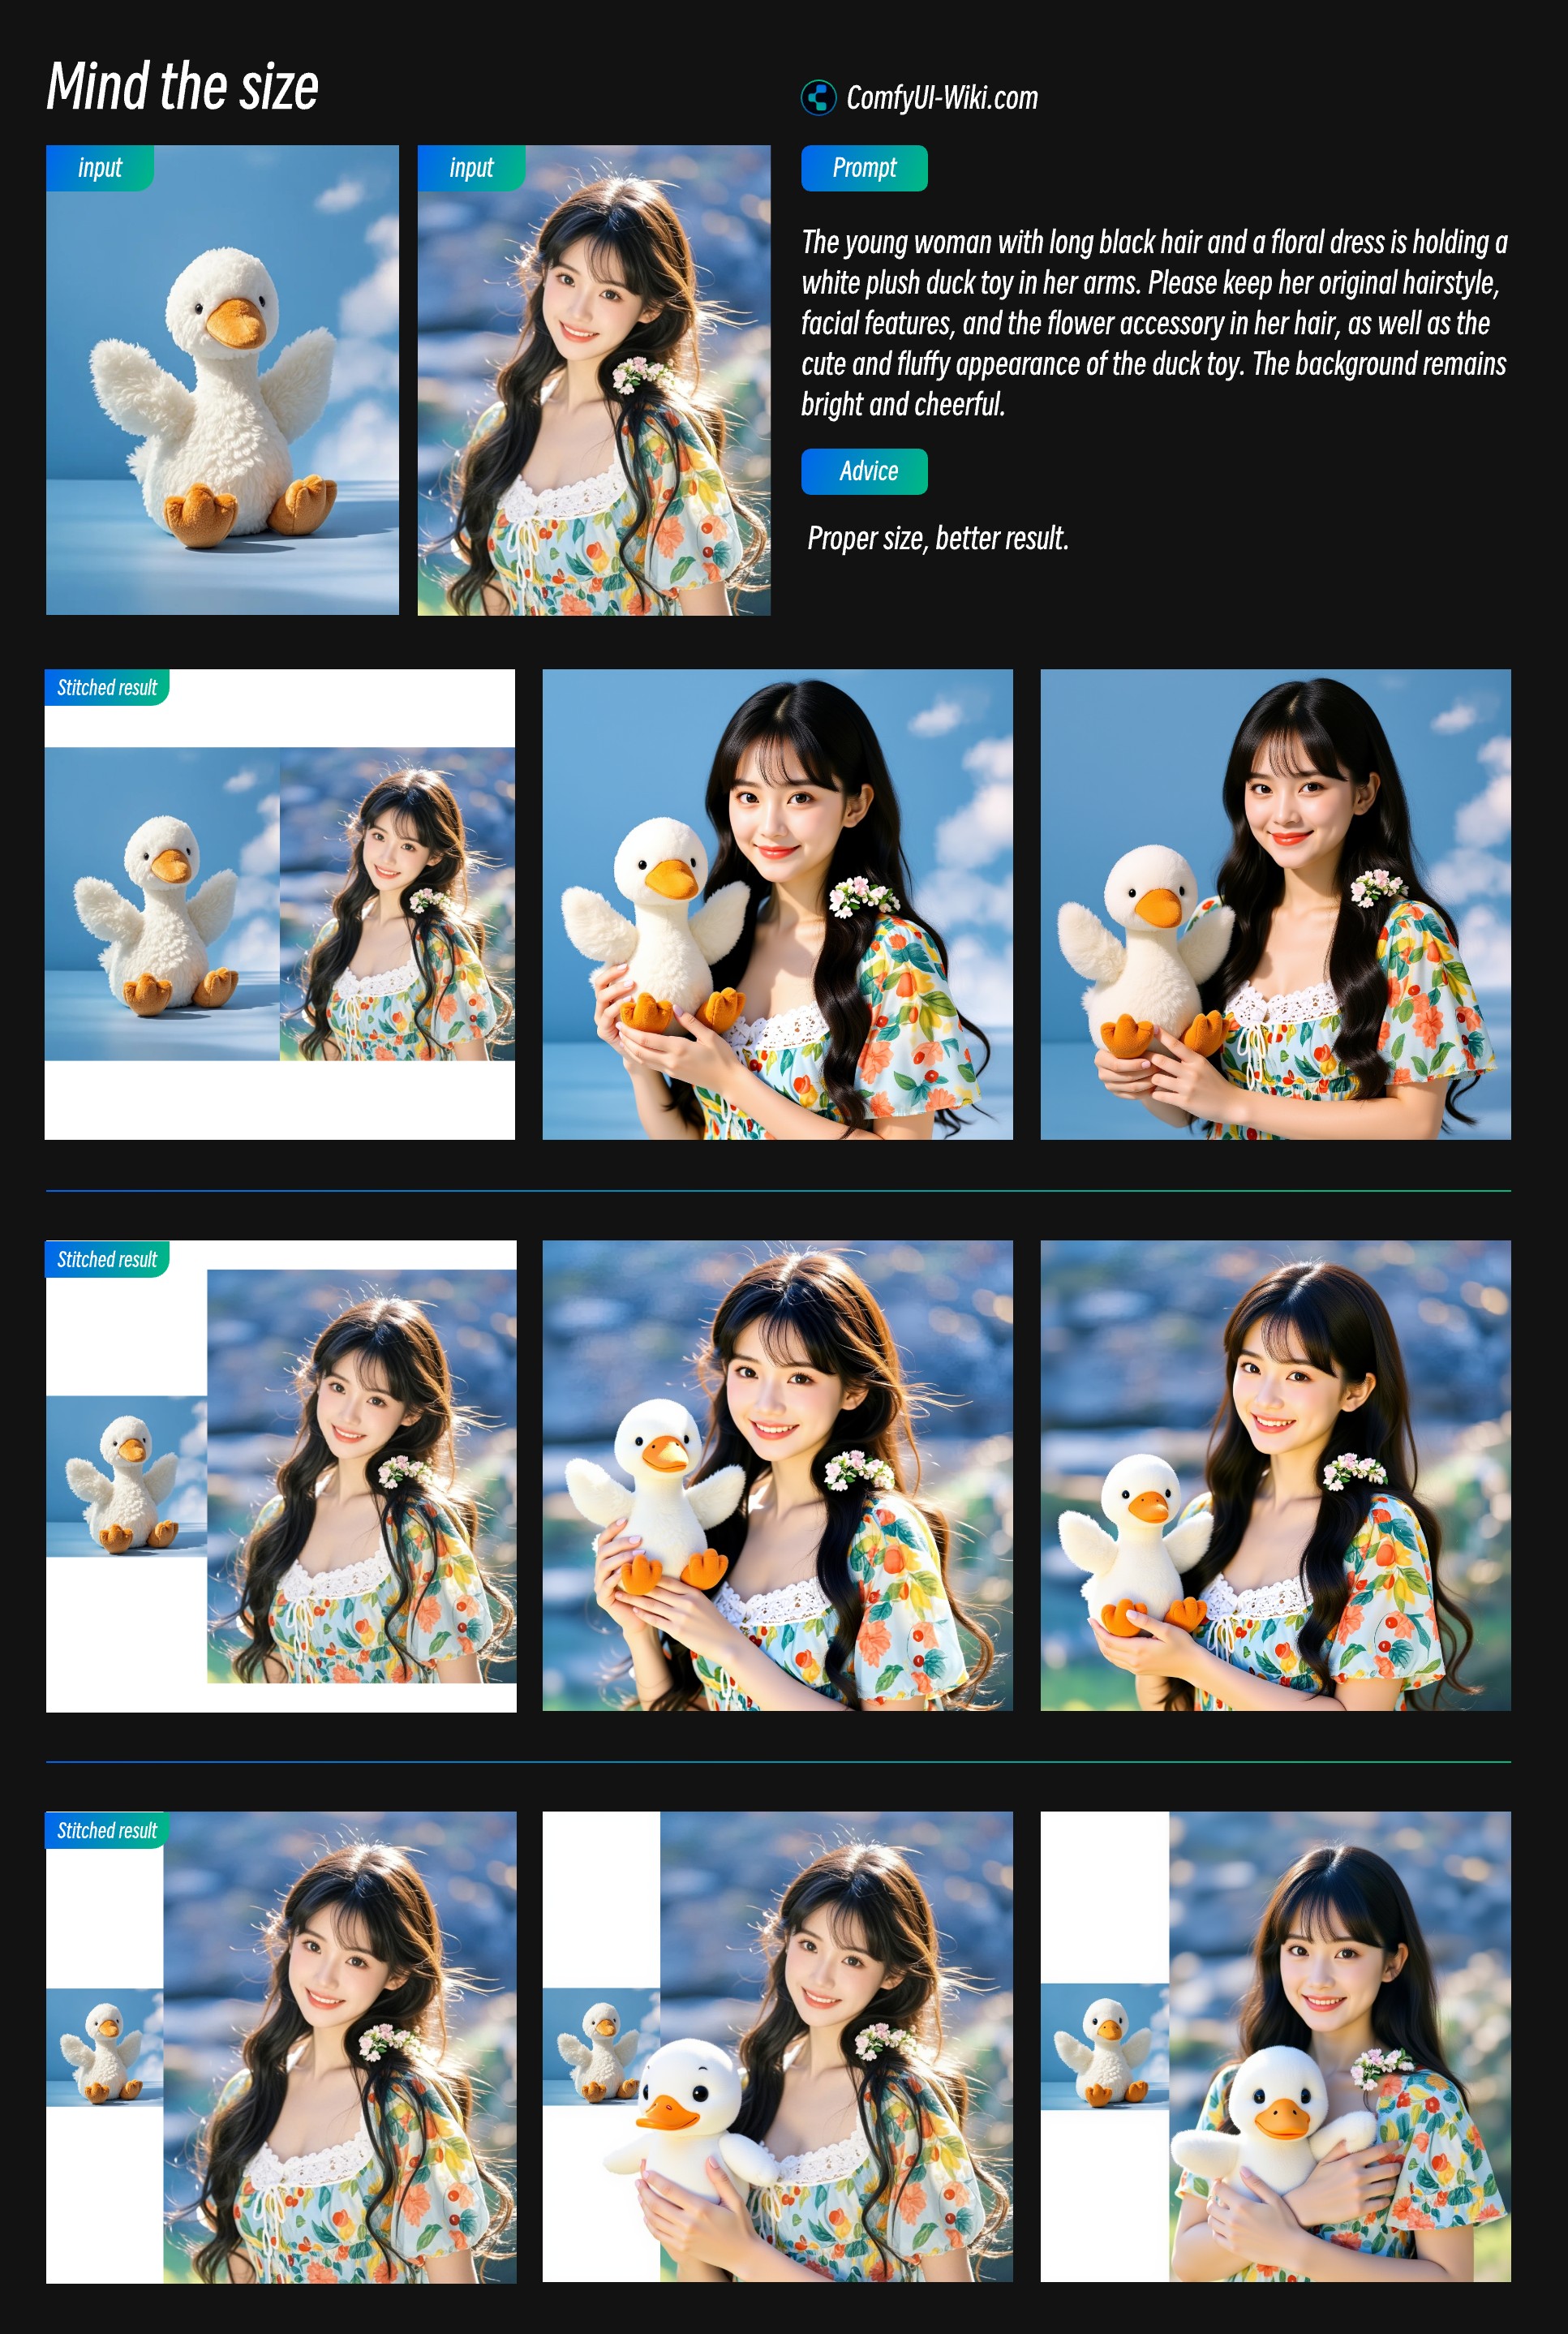 Mind the size
ComfyUI-Wiki.com
input
input
Prompt
The young woman with long black hair and a floral dress is holding a
white plush duck toy in her arms. Please keep her original hairstyle,
facial features, and the flower accessory in her hair, as well as the
cute and fluffy appearance of the duck toy. The background remains
bright and cheerful.
Advice
Proper size, better result.
Stitched result
Stitched result
Stitched result